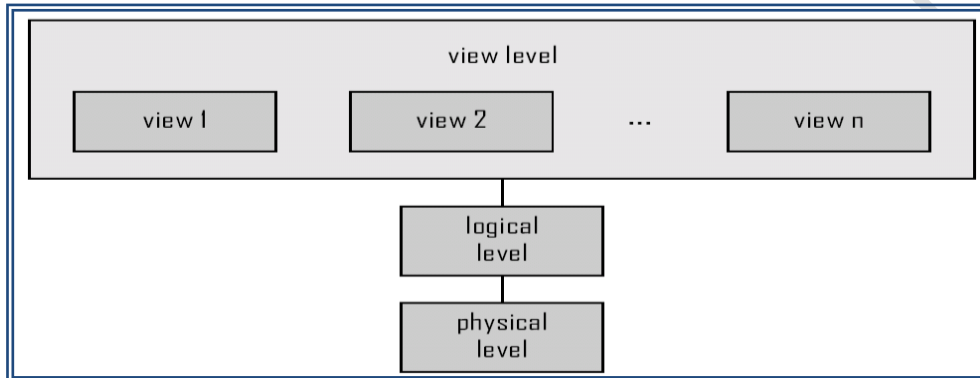 view level
view 1
view 2
...
view n
logical
level
physical
level